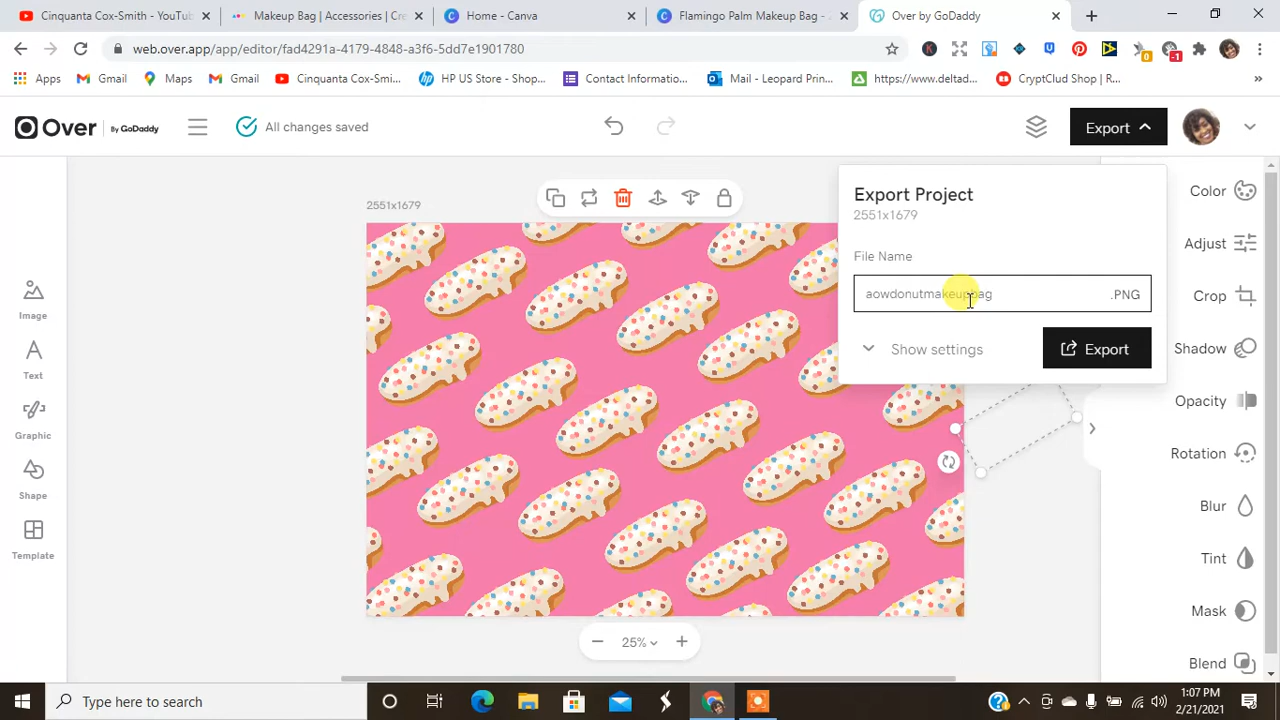 Cinquanta Cox-Smith - YouTub
Makeup Bag | Accessories | Cre
Home - Canva
Flamingo Palm Makeup Bag -
Over by GoDaddy
web.over.app/app/editor/fad4291a-4179-4848-a3f6-5dd7e1901780
0
-1
Apps
Gmail
Maps
Gmail
Cinquanta Cox-Smi...
HP US Store - Shop...
Contact Informatio...
Mail - Leopard Prin...
https://www.deltad...
CryptClud Shop | R...
»
Over
By GoDaddy
All changes saved
Export
2551x1679
Export Project
2551x1679
File Name
aowdonutmakeupbag
.PNG
Show settings
Export
Image
Text
Graphic
Shape
Template
Color
Adjust
Crop
Shadow
Opacity
Rotation
Blur
Tint
Mask
Blend
25%
Type here to search
1:07 PM
2/21/2021